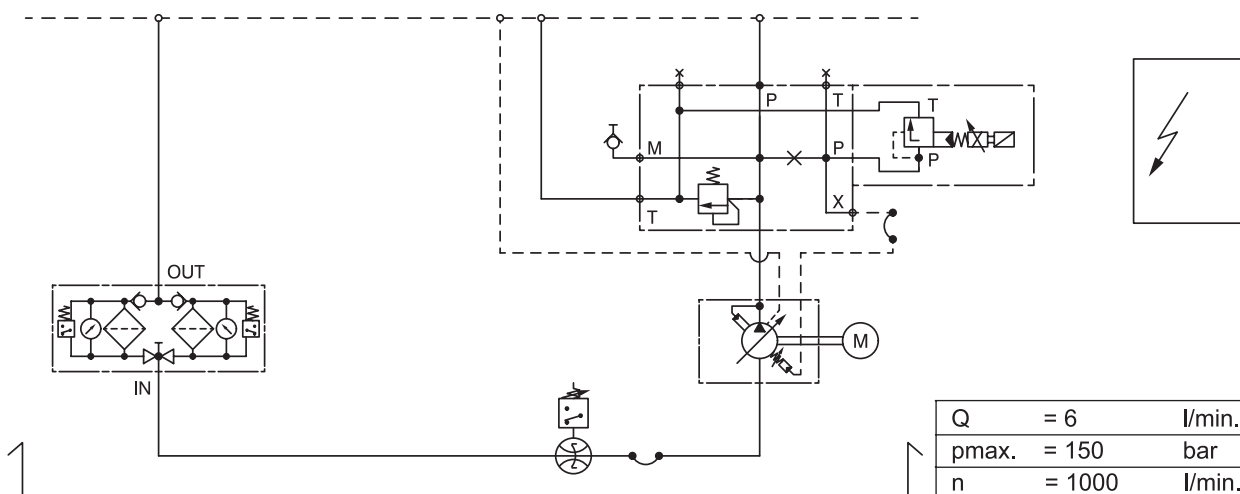 P
T
T
M
P
P
T
X
OUT
IN
M
Q = 6 l/min.
pmax. = 150 bar
n = 1000 l/min.